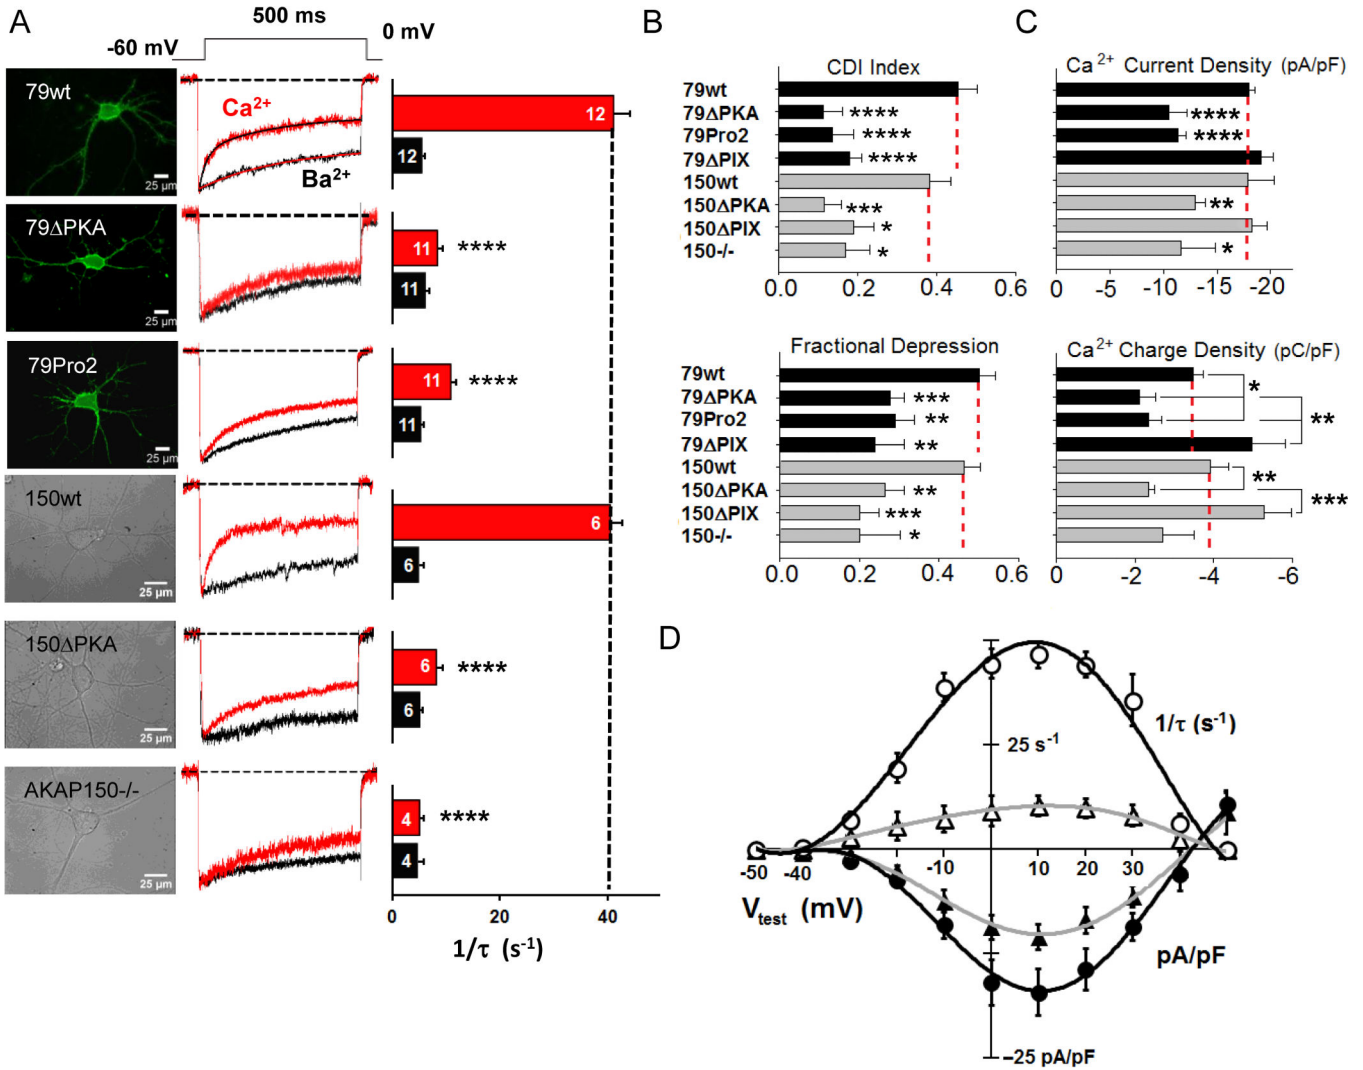 A
500 ms
-60 mV
0 mV
79wt
25 µm
Ca2+
Ba2+
12
12
79ΔPKA
25 µm
11
****
11
79Pro2
25 µm
11
****
11
150wt
25 µm
6
6
150ΔPKA
25 µm
6
****
6
AKAP150-/-
25 µm
4
****
4
0
20
40
1/τ (s-1)
B
CDI Index
79wt
79ΔPKA
****
79Pro2
****
79ΔPIX
****
150wt
150ΔPKA
***
150ΔPIX
*
150-/-
*
0.0
0.2
0.4
0.6
Fractional Depression
79wt
79ΔPKA
***
79Pro2
**
79ΔPIX
**
150wt
150ΔPKA
**
150ΔPIX
***
150-/-
*
0.0
0.2
0.4
0.6
C
Ca2+ Current Density (pA/pF)
****
****
**
*
0
-5
-10
-15
-20
Ca2+ Charge Density (pC/pF)
*
**
**
***
0
-2
-4
-6
D
1/τ (s-1)
25 s-1
-50
-40
-10
10
20
30
Vtest (mV)
pA/pF
–25 pA/pF